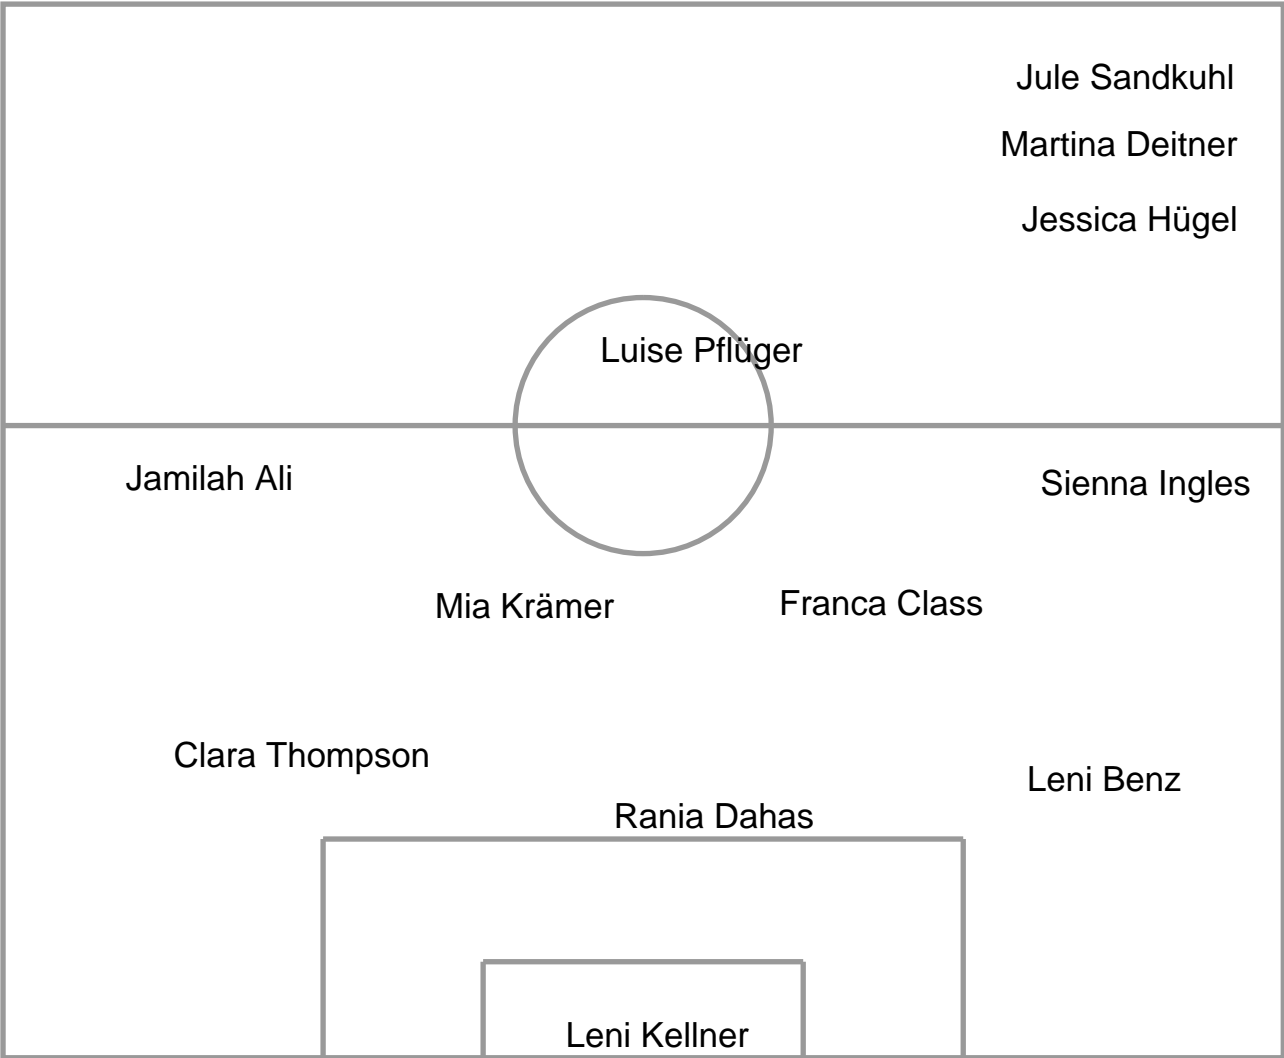 Jule Sandkuhl
Martina Deitner
Jessica Hügel
Luise Pflüger
Jamilah Ali
Sienna Ingles
Mia Krämer
Franca Class
Clara Thompson
Leni Benz
Rania Dahas
Leni Kellner